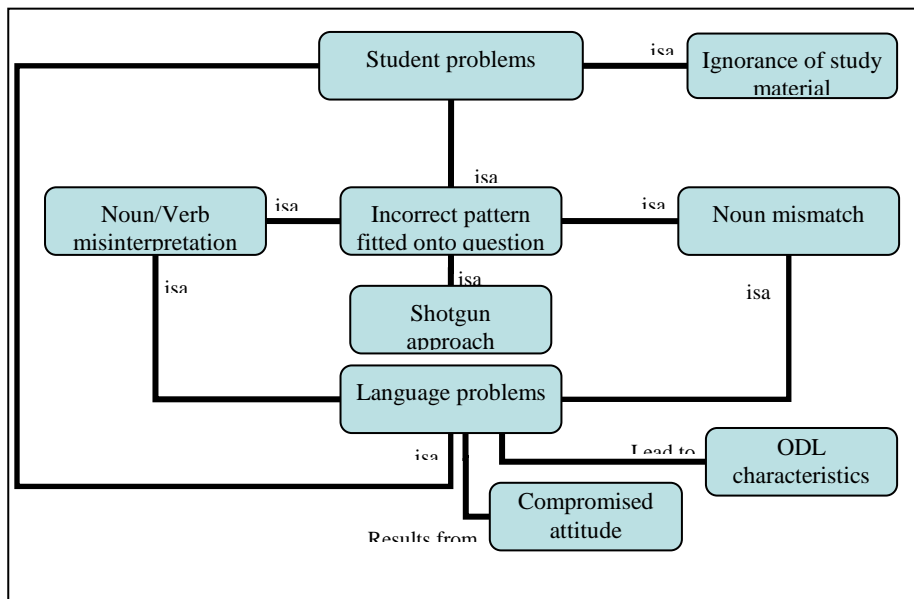 Student problems
isa
Ignorance of study
material
isa
Noun/Verb
misinterpretation
isa
Incorrect pattern
fitted onto question
isa
Noun mismatch
isa
isa
isa
Shotgun
approach
Language problems
isa
Lead to
ODL
characteristics
Compromised
attitude
Results from